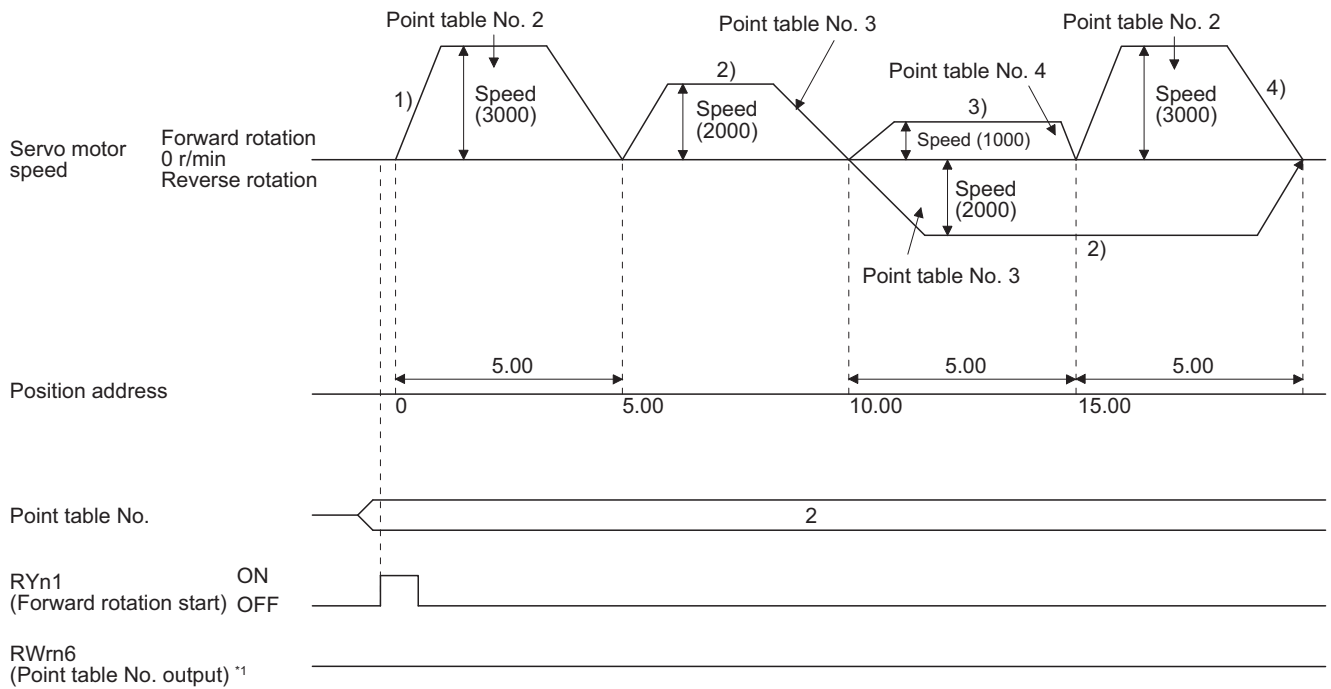 Point table No. 2
Point table No. 3
Point table No. 2
Point table No. 4
1)
Speed
(3000)
2)
Speed
(2000)
3)
Speed (1000)
Speed
(3000)
4)
Servo motor
speed
Forward rotation
0 r/min
Reverse rotation
Speed
(2000)
2)
Point table No. 3
5.00
5.00
5.00
Position address
0
5.00
10.00
15.00
Point table No.
2
RYn1
(Forward rotation start)
ON
OFF
RWrn6
(Point table No. output) *1